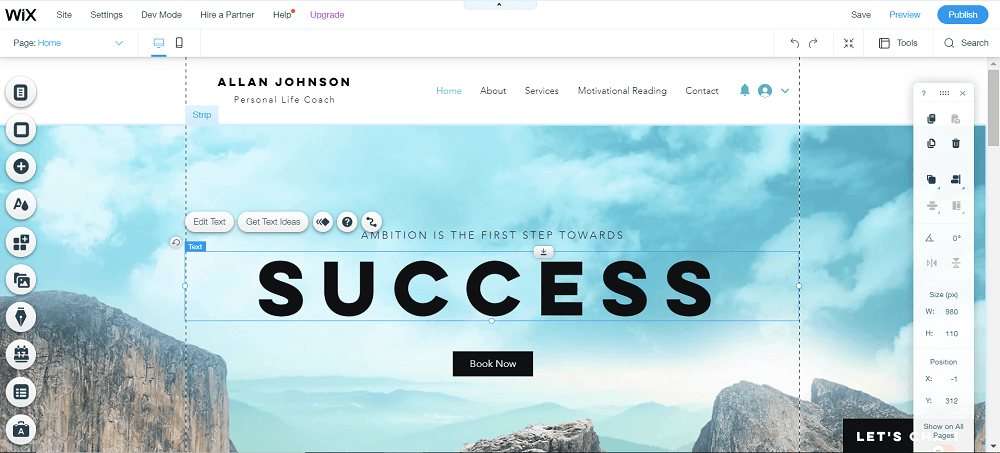 WiX Site Settings Dev Mode Hire a Partner Help Upgrade Save Preview Publish
Page: Home Tools Search
ALLAN JOHNSON
Personal Life Coach
Home About Services Motivational Reading Contact
Strip
Edit Text Get Text Ideas
AMBITION IS THE FIRST STEP TOWARDS
Text
SUCCESS
Book Now
LET'S
17
A
?
0°
Size (px)
W: 980
H: 110
Position
X: -1
Y: 312
Show on All
Pages